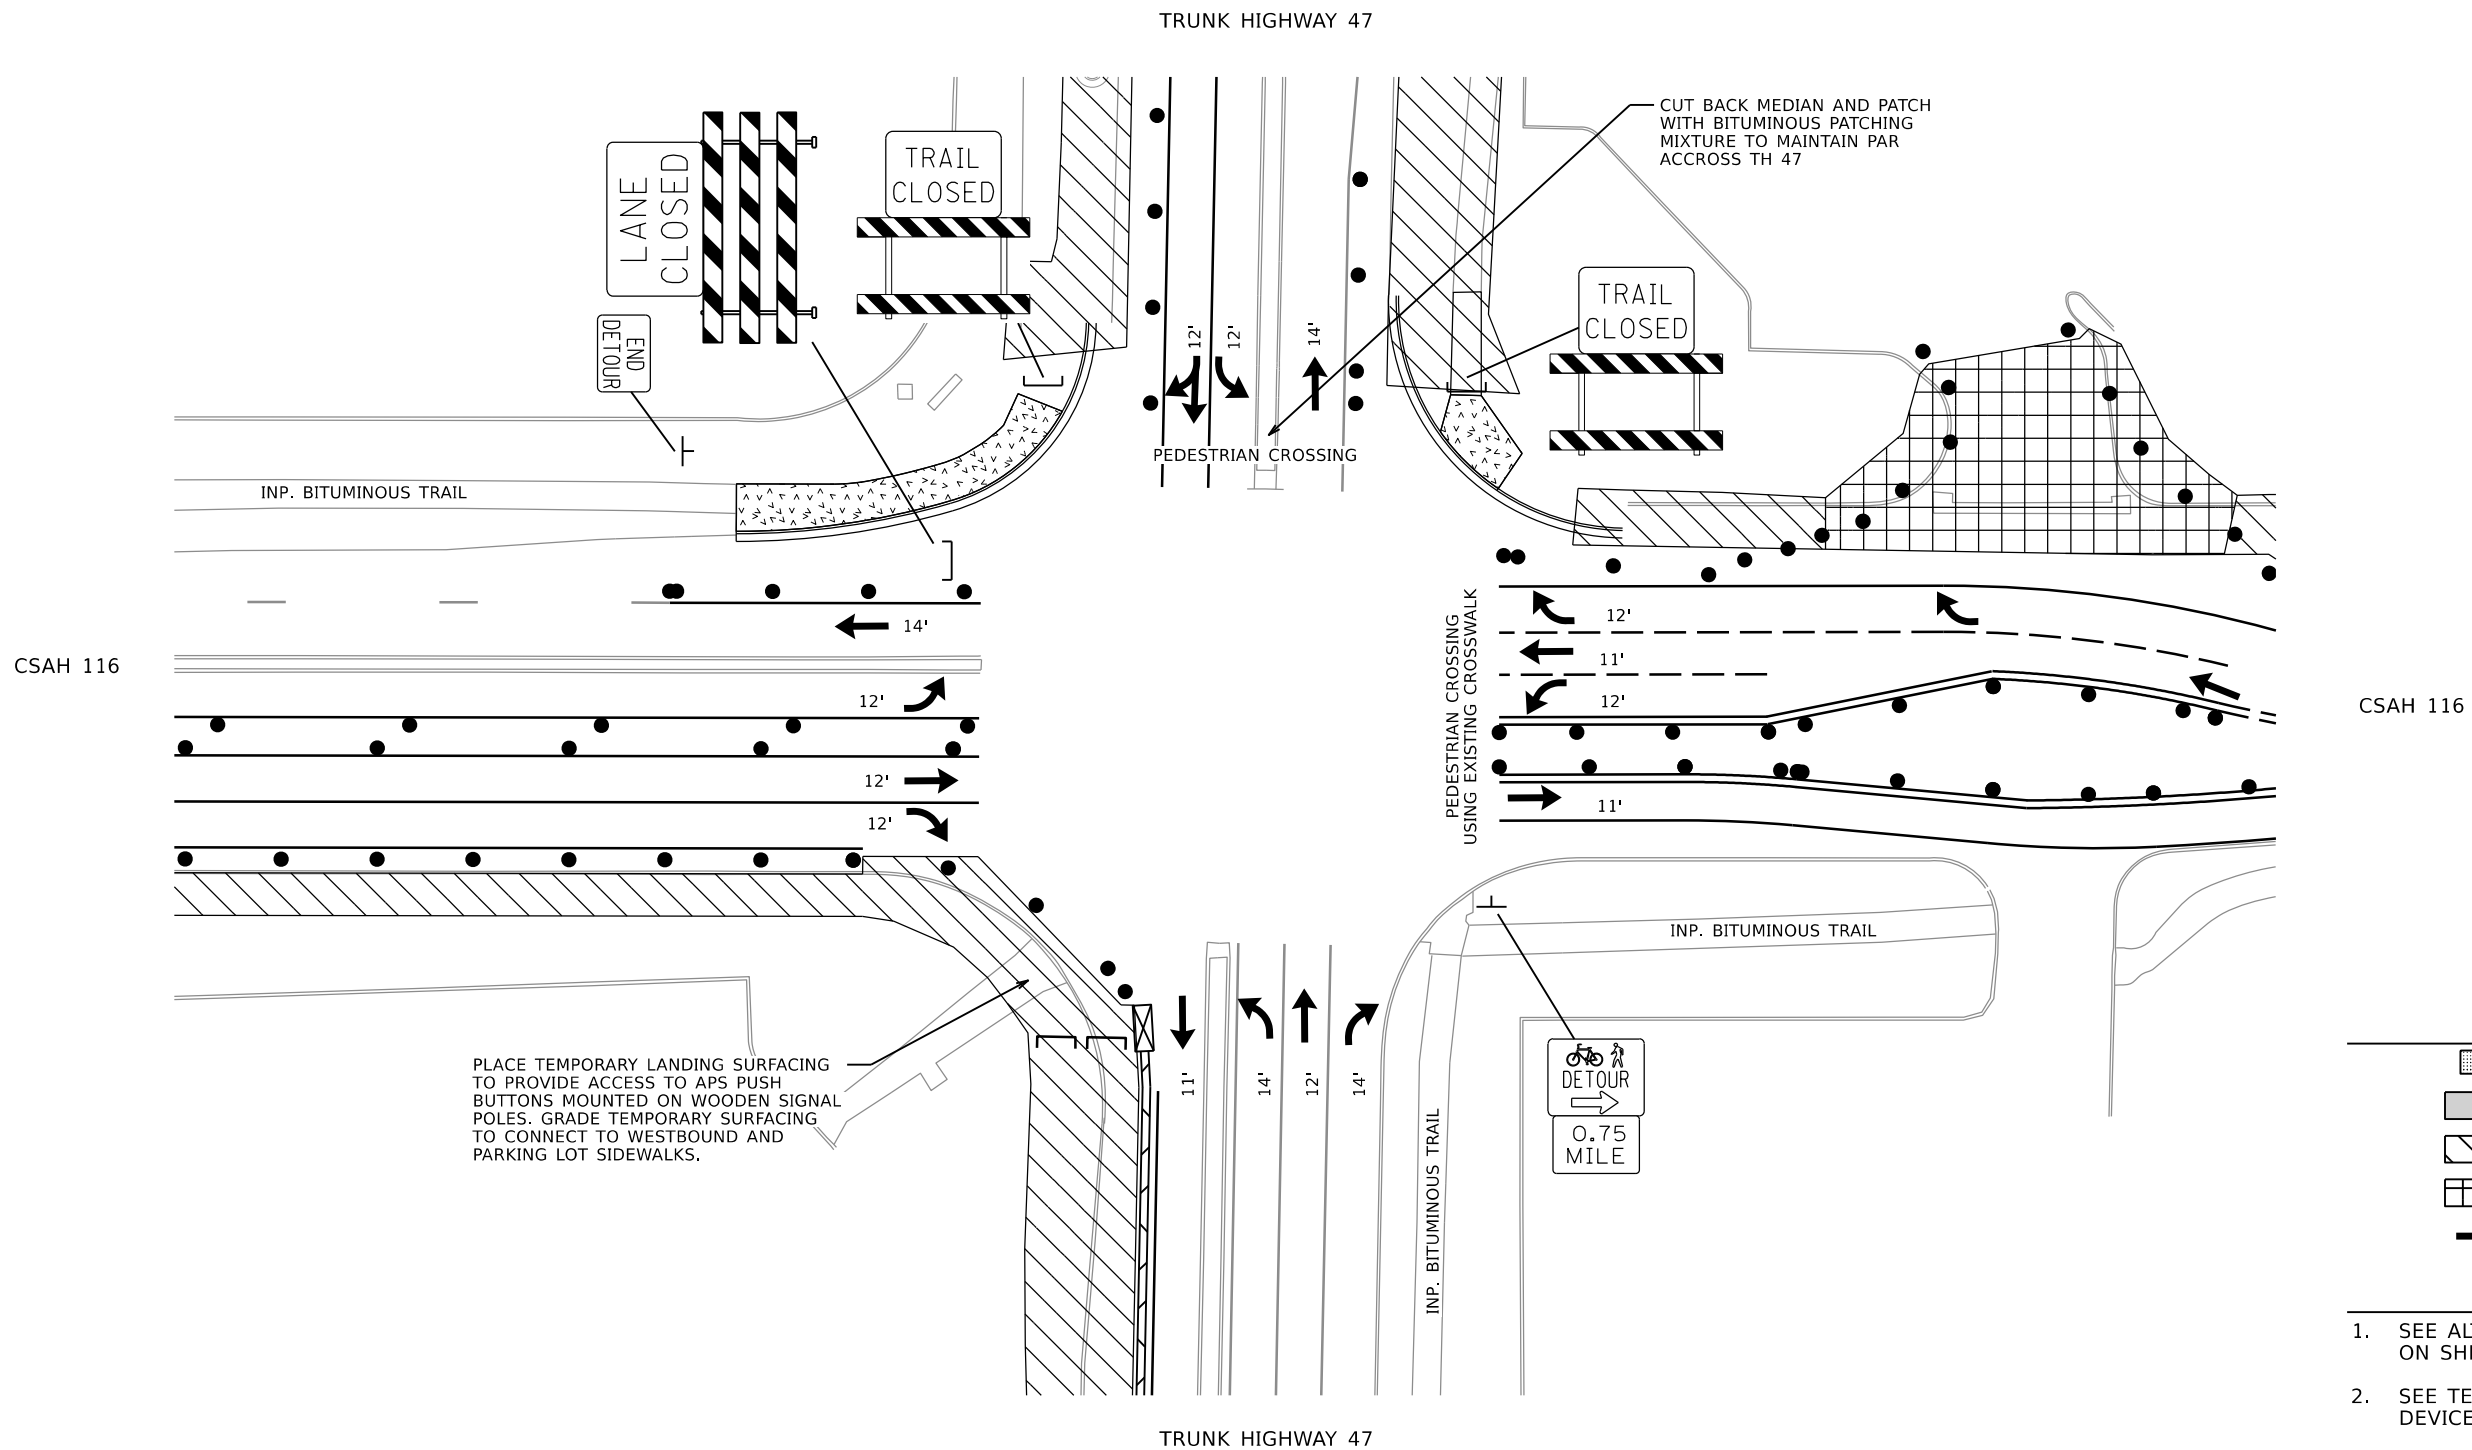 TRUNK HIGHWAY 47
CUT BACK MEDIAN AND PATCH
WITH BITUMINOUS PATCHING
MIXTURE TO MAINTAIN PAR
ACCROSS TH 47
LANE
CLOSED
TRAIL
CLOSED
TRAIL
CLOSED
END
DETOUR
12'
12'
14'
PEDESTRIAN CROSSING
INP. BITUMINOUS TRAIL
14'
CSAH 116
12'
12'
12'
PEDESTRIAN CROSSING
USING EXISTING CROSSWALK
12'
11'
12'
11'
CSAH 116
INP. BITUMINOUS TRAIL
PLACE TEMPORARY LANDING SURFACING
TO PROVIDE ACCESS TO APS PUSH
BUTTONS MOUNTED ON WOODEN SIGNAL
POLES. GRADE TEMPORARY SURFACING
TO CONNECT TO WESTBOUND AND
PARKING LOT SIDEWALKS.
11'
14'
12'
14'
INP. BITUMINOUS TRAIL
DETOUR
0.75
MILE
1. SEE
ON
2. SEE
TRUNK HIGHWAY 47